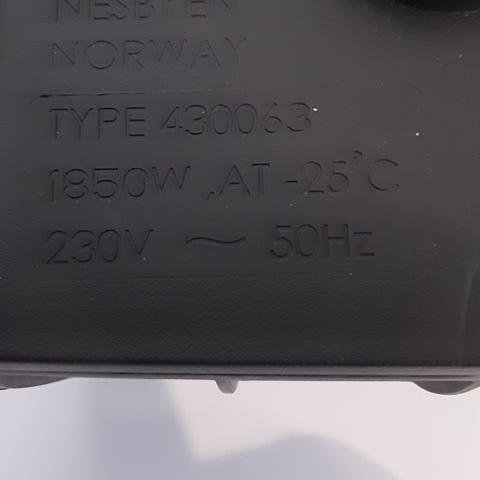 NESBYEN
NORWAY
TYPE 430063
1850W ,AT -25°C
230V ~ 50Hz